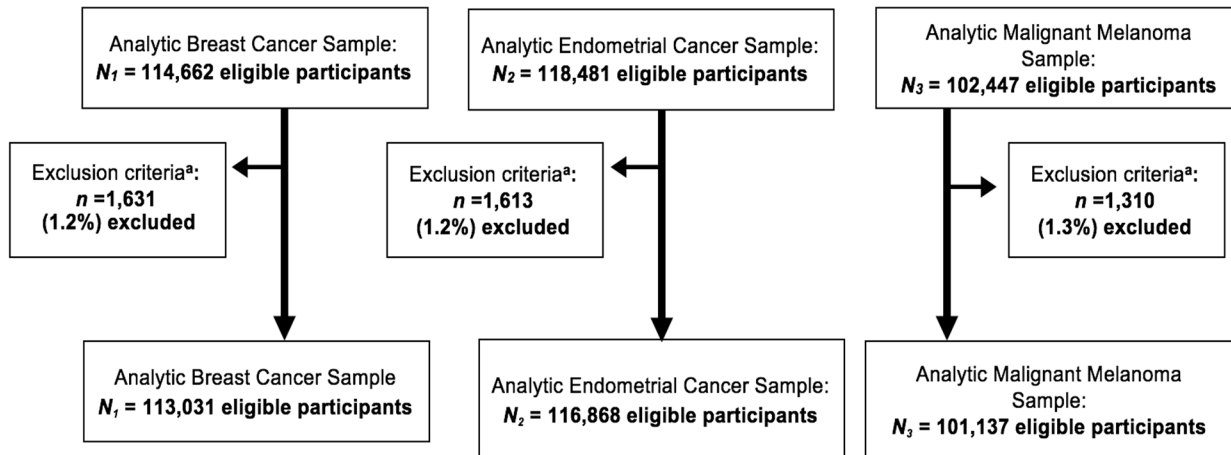 Analytic Breast Cancer Sample:
N₁ = 114,662 eligible participants
Analytic Endometrial Cancer Sample:
N₂ = 118,481 eligible participants
Analytic Malignant Melanoma
Sample:
N₃ = 102,447 eligible participants
Exclusion criteriaᵃ:
n =1,631
(1.2%) excluded
Exclusion criteriaᵃ:
n =1,613
(1.2%) excluded
Exclusion criteriaᵃ:
n =1,310
(1.3%) excluded
Analytic Breast Cancer Sample
N₁ = 113,031 eligible participants
Analytic Endometrial Cancer Sample:
N₂ = 116,868 eligible participants
Analytic Malignant Melanoma
Sample:
N₃ = 101,137 eligible participants